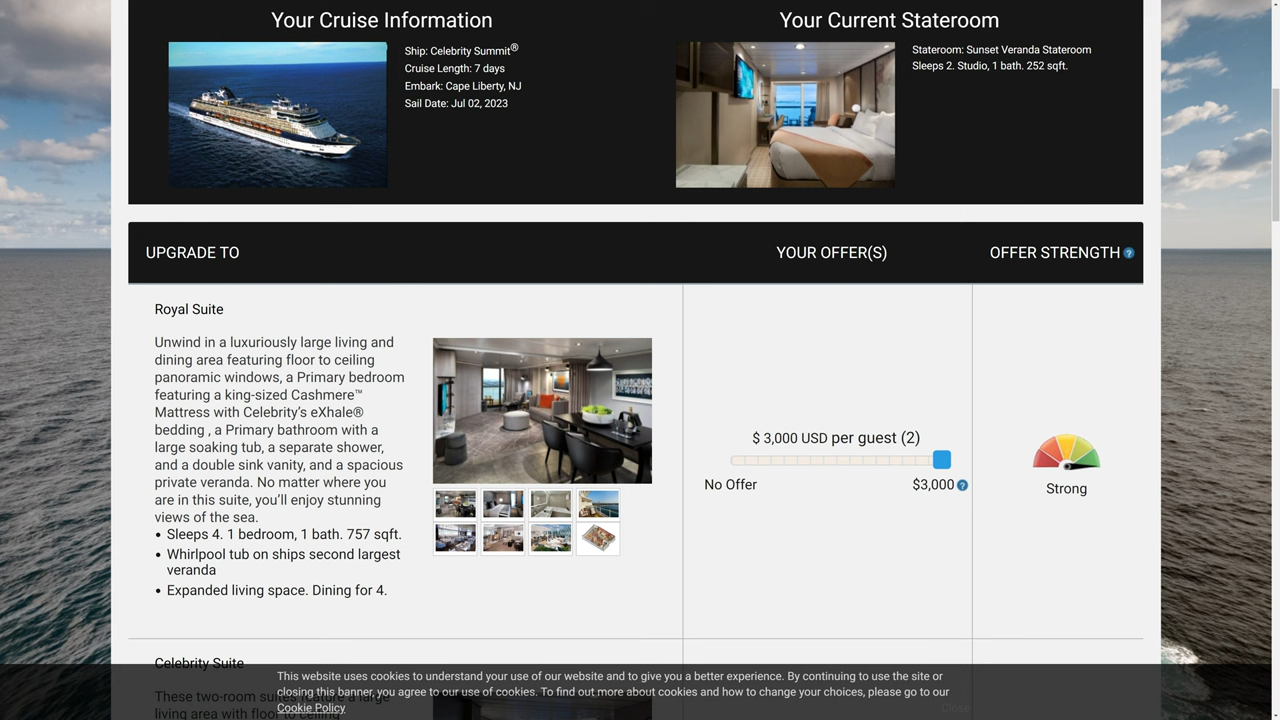 Your Cruise Information
Ship: Celebrity Summit®
Cruise Length: 7 days
Embark: Cape Liberty, NJ
Sail Date: Jul 02, 2023
Your Current Stateroom
Stateroom: Sunset Veranda Stateroom
Sleeps 2. Studio, 1 bath. 252 sqft.
UPGRADE TO
YOUR OFFER(S)
OFFER STRENGTH ?
Royal Suite
Unwind in a luxuriously large living and
dining area featuring floor to ceiling
panoramic windows, a Primary bedroom
featuring a king-sized Cashmere™
Mattress with Celebrity’s eXhale®
bedding , a Primary bathroom with a
large soaking tub, a separate shower,
and a double sink vanity, and a spacious
private veranda. No matter where you
are in this suite, you’ll enjoy stunning
views of the sea.
• Sleeps 4. 1 bedroom, 1 bath. 757 sqft.
• Whirlpool tub on ships second largest
veranda
• Expanded living space. Dining for 4.
$ 3,000 USD per guest (2)
No Offer
$3,000 ?
Strong
Celebrity Suite
These two-room suites feature a large
living area with floor to ceiling
This website uses cookies to understand your use of our website and to give you a better experience. By continuing to use the site or
closing this banner, you agree to our use of cookies. To find out more about cookies and how to change your choices, please go to our
Cookie Policy
Close